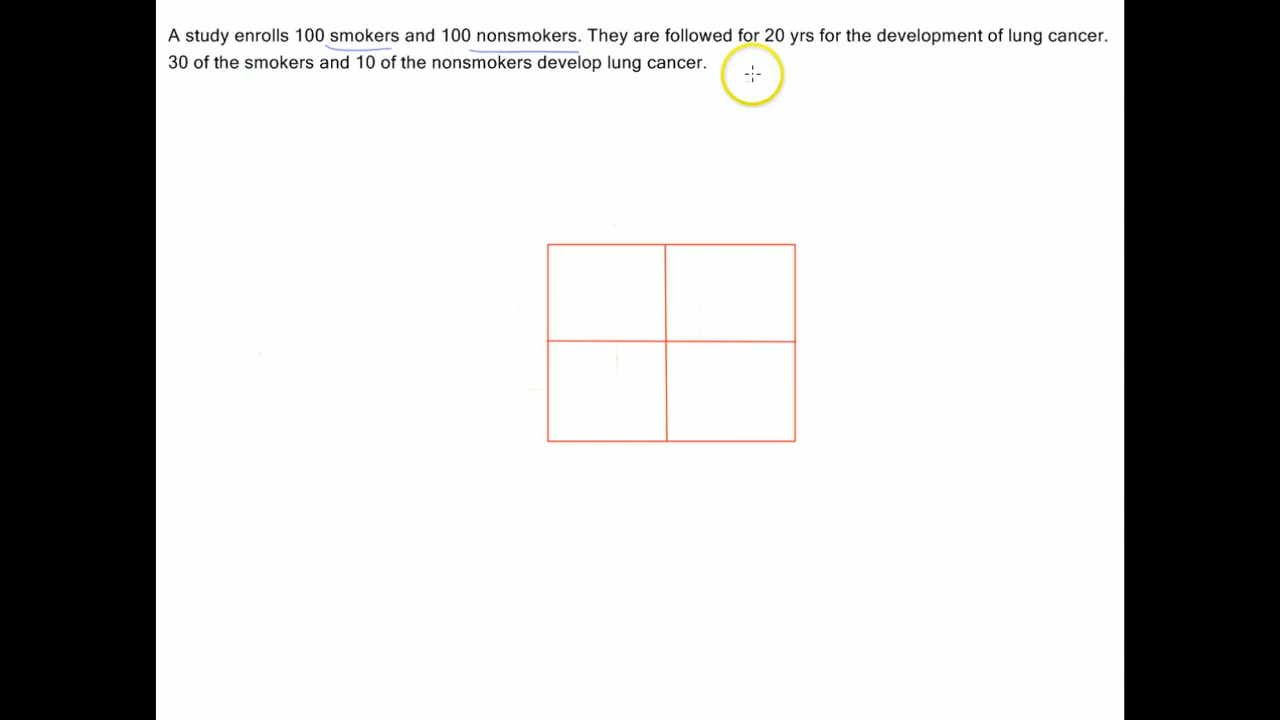 A study enrolls 100 smokers and 100 nonsmokers. They are followed for 20 yrs for the development of lung cancer.
30 of the smokers and 10 of the nonsmokers develop lung cancer.